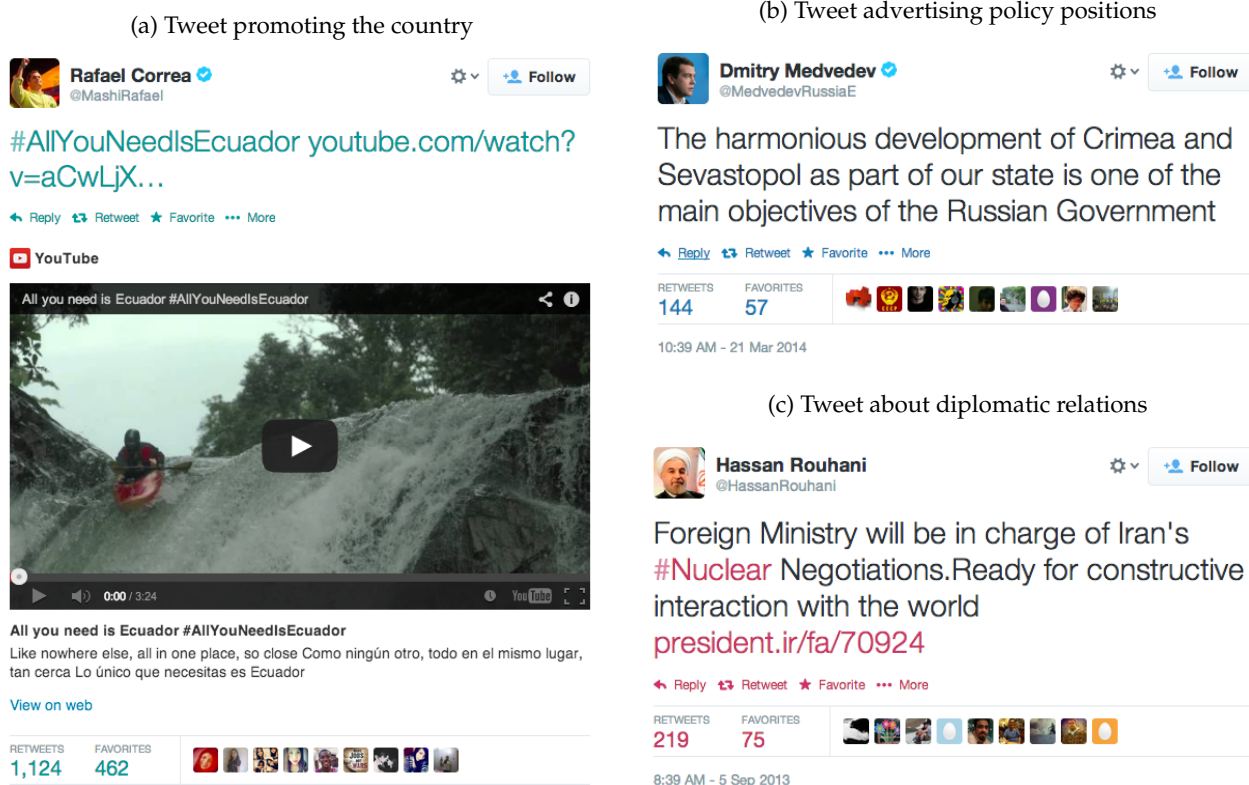 (a) Tweet promoting the country
Rafael Correa
@MashiRafael
Follow
#AllYouNeedIsEcuador youtube.com/watch?
v=aCwLjX…
Reply Retweet Favorite ••• More
YouTube
All you need is Ecuador #AllYouNeedIsEcuador
0:00 / 3:24
YouTube
All you need is Ecuador #AllYouNeedIsEcuador
Like nowhere else, all in one place, so close Como ningún otro, todo en el mismo lugar,
tan cerca Lo único que necesitas es Ecuador
View on web
RETWEETS FAVORITES
1,124 462
(b) Tweet advertising policy positions
Dmitry Medvedev
@MedvedevRussiaE
Follow
The harmonious development of Crimea and
Sevastopol as part of our state is one of the
main objectives of the Russian Government
Reply Retweet Favorite ••• More
RETWEETS FAVORITES
144 57
CCCP
10:39 AM - 21 Mar 2014
(c) Tweet about diplomatic relations
Hassan Rouhani
@HassanRouhani
Follow
Foreign Ministry will be in charge of Iran's
#Nuclear Negotiations.Ready for constructive
interaction with the world
president.ir/fa/70924
Reply Retweet Favorite ••• More
RETWEETS FAVORITES
219 75
8:39 AM - 5 Sep 2013